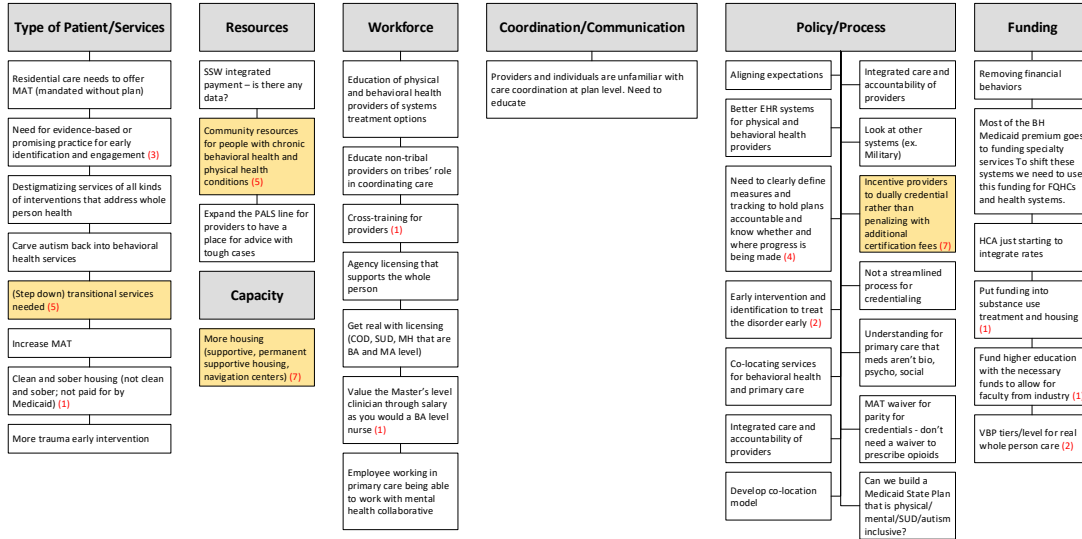 Type of Patient/Services
Residential care needs to offer
MAT (mandated without plan)
Need for evidence-based or
promising practice for early
identification and engagement (3)
Destigmatizing services of all kinds
of interventions that address whole
person health
Carve autism back into behavioral
health services
(Step down) transitional services
needed (5)
Increase MAT
Clean and sober housing (not clean
and sober; not paid for by
Medicaid) (1)
More trauma early intervention
Resources
SSW integrated
payment – is there any
data?
Community resources
for people with chronic
behavioral health and
physical health
conditions (5)
Expand the PALS line for
providers to have a
place for advice with
tough cases
Capacity
More housing
(supportive, permanent
supportive housing,
navigation centers) (7)
Workforce
Education of physical
and behavioral health
providers of systems
treatment options
Educate non-tribal
providers on tribes' role in
coordinating care
Cross-training for
providers (1)
Agency licensing that
supports the whole
person
Get real with licensing
(COD, SUD, MH that are
BA and MA level)
Value the Master's level
clinician through salary
as you would a BA level
nurse (1)
Employee working in
primary care being able
to work with mental
health collaborative
Coordination/Communication
Providers and individuals are unfamiliar with
care coordination at plan level. Need to
educate
Policy/Process
Aligning expectations
Better EHR systems
for physical and
behavioral health
providers
Need to clearly define
measures and
tracking to hold plans
accountable and
know whether and
where progress is
being made (4)
Early intervention and
identification to treat
the disorder early (2)
Co-locating services
for behavioral health
and primary care
Integrated care and
accountability of
providers
Develop co-location
model
Integrated care and
accountability of
providers
Look at other
systems (ex.
Military)
Incentive providers
to dually credential
rather than
penalizing with
additional
certification fees (7)
Not a streamlined
process for
credentialing
Understanding for
primary care that
meds aren't bio,
psycho, social
MAT waiver for
parity for
credentials - don't
need a waiver to
prescribe opioids
Can we build a
Medicaid State Plan
that is physical/
mental/SUD/autism
inclusive?
Funding
Removing financial
behaviors
Most of the BH
Medicaid premium goes
to funding specialty
services To shift these
systems we need to use
this funding for FQHCs
and health systems.
HCA just starting to
integrate rates
Put funding into
substance use
treatment and housing
(1)
Fund higher education
with the necessary
funds to allow for
faculty from industry (1)
VBP tiers/level for real
whole person care (2)